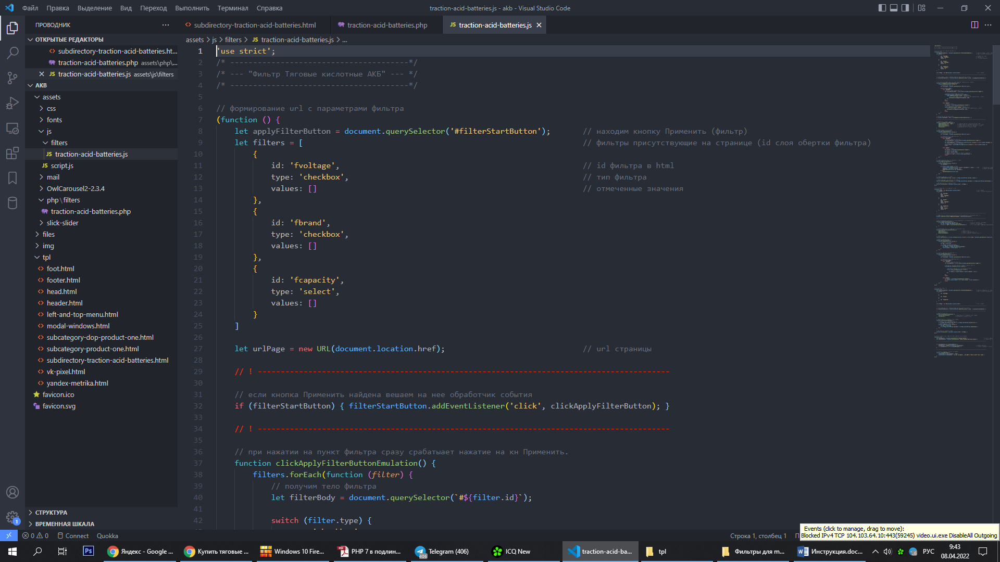 Файл Правка Выделение Вид Переход Выполнить Терминал Справка
traction-acid-batteries.js - akb - Visual Studio Code
ПРОВОДНИК
ОТКРЫТЫЕ РЕДАКТОРЫ
subdirectory-traction-acid-batteries.ht...
traction-acid-batteries.php assets\php\...
traction-acid-batteries.js assets\js\filters
AKB
assets
css
fonts
js
filters
JS traction-acid-batteries.js
JS script.js
mail
OwlCarousel2-2.3.4
php\filters
traction-acid-batteries.php
slick-slider
files
img
tpl
foot.html
footer.html
head.html
header.html
left-and-top-menu.html
modal-windows.html
subcategory-dop-product-one.html
subcategory-product-one.html
subdirectory-traction-acid-batteries.html
vk-pixel.html
yandex-metrika.html
favicon.ico
favicon.svg
СТРУКТУРА
ВРЕМЕННАЯ ШКАЛА
subdirectory-traction-acid-batteries.html traction-acid-batteries.php JS traction-acid-batteries.js
assets > js > filters > JS traction-acid-batteries.js > ...
1 'use strict';
2 /* ---------------------------------------*/
3 /* --- "Фильтр Тяговые кислотные АКБ" --- */
4 /* ---------------------------------------*/
5
6 // формирование url с параметрами фильтра
7 (function () {
8 let applyFilterButton = document.querySelector('#filterStartButton'); // находим кнопку Применить (фильтр)
9 let filters = [ // фильтры присутствующие на странице (id слоя обертки фильтра)
10 {
11 id: 'fvoltage', // id фильтра в html
12 type: 'checkbox', // тип фильтра
13 values: [] // отмеченные значения
14 },
15 {
16 id: 'fbrand',
17 type: 'checkbox',
18 values: []
19 },
20 {
21 id: 'fcapacity',
22 type: 'select',
23 values: []
24 }
25 ]
26
27 let urlPage = new URL(document.location.href); // url страницы
28
29 // ! ------------------------------------------------------------------------------------------
30
31 // если кнопка Применить найдена вешаем на нее обработчик события
32 if (filterStartButton) { filterStartButton.addEventListener('click', clickApplyFilterButton); }
33
34 // ! ------------------------------------------------------------------------------------------
35
36 // при нажатии на пункт фильтра сразу срабатыает нажатие на кн Применить.
37 function clickApplyFilterButtonEmulation() {
38 filters.forEach(function (filter) {
39 // получим тело фильтра
40 let filterBody = document.querySelector(`#${filter.id}`);
41
42 switch (filter.type) {
Events (click to manage, drag to move):
Blocked IPv4 TCP 104.103.64.10:443(59245) video.ui.exe DisableAll Outgoing
1
0 0 Connect Quokka Строка 1, столбец 1
Ps Яндекс - Google ... Купить тяговые ... Windows 10 Fire... PHP 7 в подлин... Telegram (406) 406 ICQ New traction-acid-ba... tpl Фильтры для m... Инструкция.doc... РУС
9:43
08.04.2022